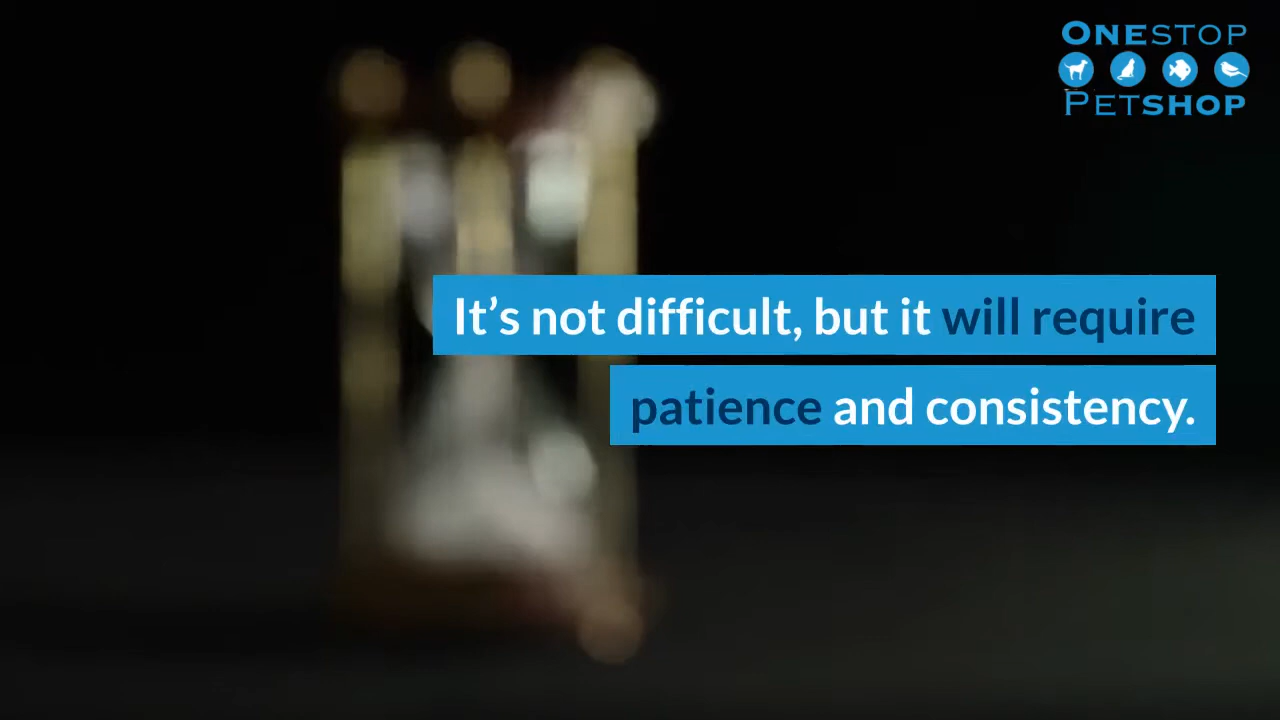 ONESTOP
PETSHOP
It’s not difficult, but it will require
patience and consistency.